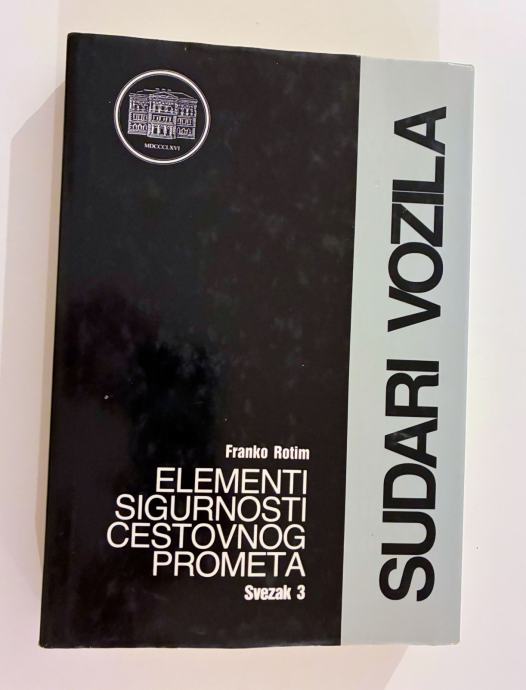 MDCCCLXVI
Franko Rotim
ELEMENTI
SIGURNOSTI
CESTOVNOG
PROMETA
Svezak 3
SUDARI VOZILA